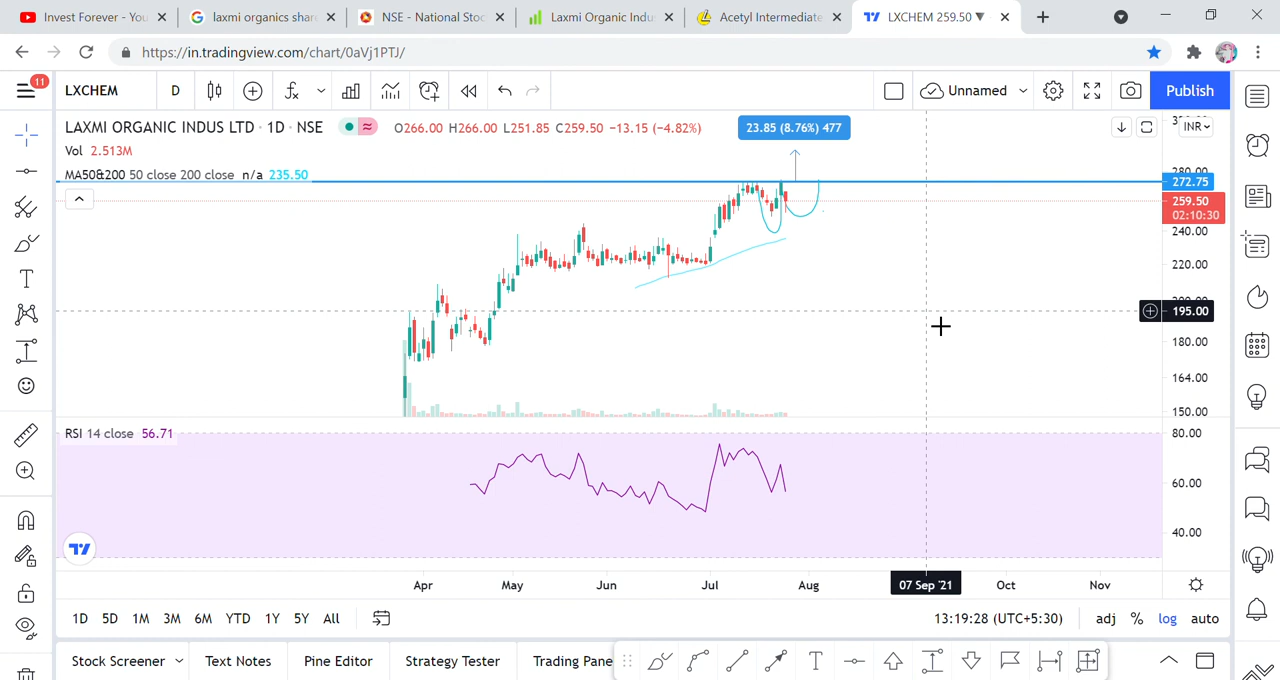 Invest Forever - You
laxmi organics shar
NSE - National Stoc
Laxmi Organic Indu
Acetyl Intermediate
LXCHEM 259.50 ▼
https://in.tradingview.com/chart/0aVj1PTJ/
11
LXCHEM
D
Unnamed
Publish
LAXMI ORGANIC INDUS LTD · 1D · NSE
O266.00 H266.00 L251.85 C259.50 −13.15 (−4.82%)
23.85 (8.76%) 477
INR
Vol 2.513M
MA50&200 50 close 200 close n/a 235.50
280.00
272.75
259.50
02:10:30
240.00
220.00
200.00
195.00
180.00
164.00
150.00
RSI 14 close 56.71
80.00
60.00
40.00
Apr May Jun Jul Aug 07 Sep '21 Oct Nov
1D 5D 1M 3M 6M YTD 1Y 5Y All
13:19:28 (UTC+5:30) adj % log auto
Stock Screener
Text Notes
Pine Editor
Strategy Tester
Trading Pane